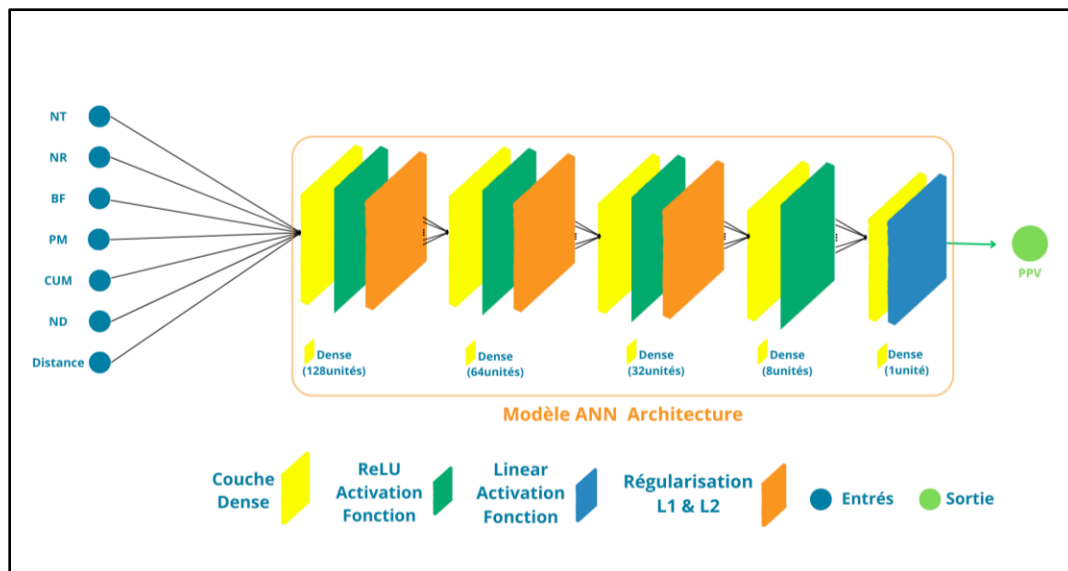 NT
NR
BF
PM
CUM
ND
Distance
PPV
Dense
(128unités)
Dense
(64unités)
Dense
(32unités)
Dense
(8unités)
Dense
(1unité)
Modèle ANN Architecture
Couche
Dense
ReLU
Activation
Fonction
Linear
Activation
Fonction
Régularisation
L1 & L2
Entrés
Sortie